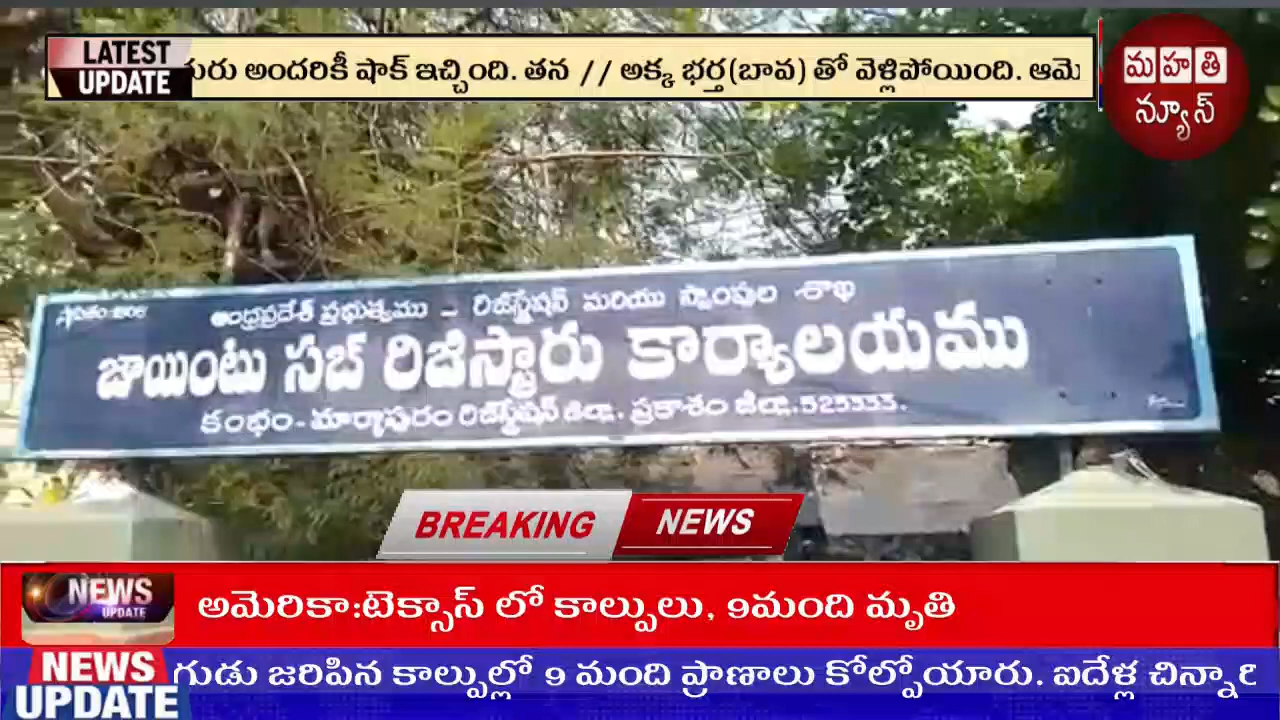 LATEST
UPDATE
రు అందరికీ షాక్ ఇచ్చింది. తన // అక్క భర్త(బావ) తో వెళ్లిపోయింది. ఆమె
మహతి
న్యూస్
ఆంధ్రప్రదేశ్ ప్రభుత్వము - రిజిస్ట్రేషన్ మరియు స్టాంపుల శాఖ
జాయింటు సబ్ రిజిస్ట్రారు కార్యాలయము
కంభం-మార్కాపురం రిజిస్ట్రేషన్ జిల్లా. ప్రకాశం జిల్లా.523333.
BREAKING NEWS
NEWS
UPDATE
అమెరికా:టెక్సాస్ లో కాల్పులు, 9మంది మృతి
NEWS
UPDATE
గుడు జరిపిన కాల్పుల్లో 9 మంది ప్రాణాలు కోల్పోయారు. ఐదేళ్ల